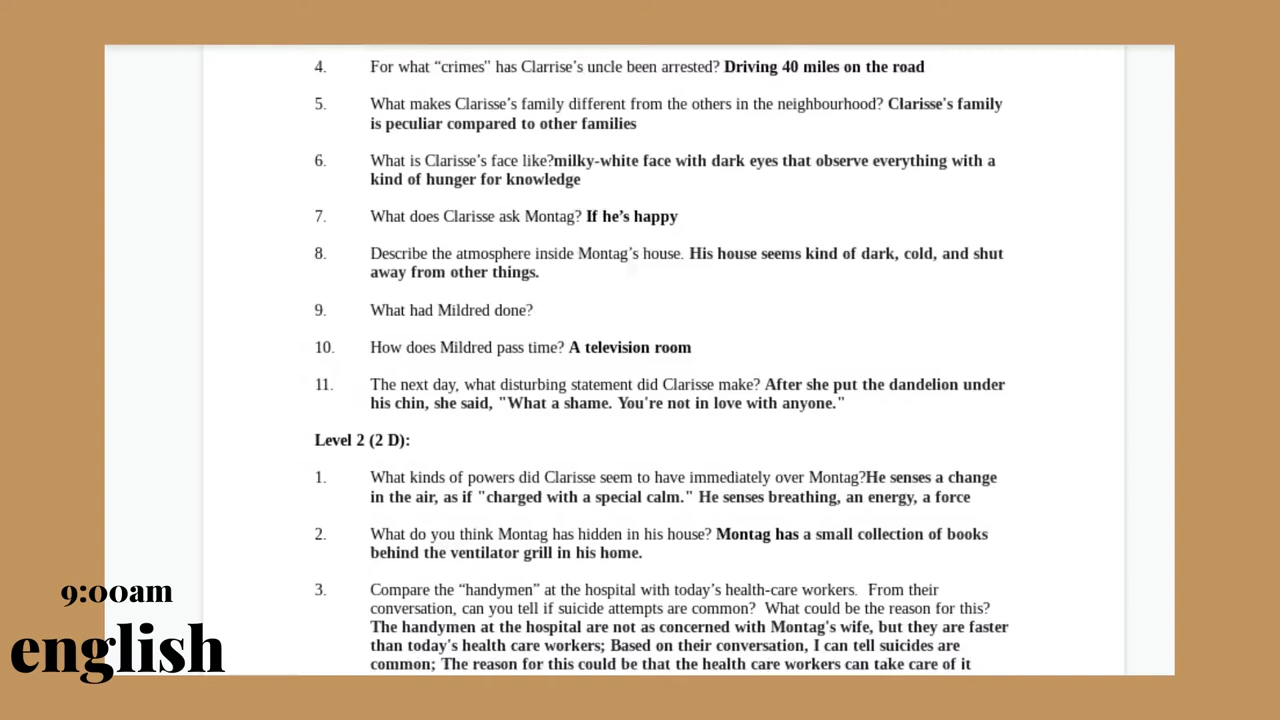 4. For what “crimes" has Clarrise’s uncle been arrested? Driving 40 miles on the road
5. What makes Clarisse’s family different from the others in the neighbourhood? Clarisse's family
is peculiar compared to other families
6. What is Clarisse’s face like?milky-white face with dark eyes that observe everything with a
kind of hunger for knowledge
7. What does Clarisse ask Montag? If he’s happy
8. Describe the atmosphere inside Montag’s house. His house seems kind of dark, cold, and shut
away from other things.
9. What had Mildred done?
10. How does Mildred pass time? A television room
11. The next day, what disturbing statement did Clarisse make? After she put the dandelion under
his chin, she said, "What a shame. You're not in love with anyone."
Level 2 (2 D):
1. What kinds of powers did Clarisse seem to have immediately over Montag?He senses a change
in the air, as if "charged with a special calm." He senses breathing, an energy, a force
2. What do you think Montag has hidden in his house? Montag has a small collection of books
behind the ventilator grill in his home.
3. Compare the “handymen” at the hospital with today’s health-care workers.  From their
conversation, can you tell if suicide attempts are common?  What could be the reason for this?
The handymen at the hospital are not as concerned with Montag's wife, but they are faster
than today's health care workers; Based on their conversation, I can tell suicides are
common; The reason for this could be that the health care workers can take care of it
9:00am
english